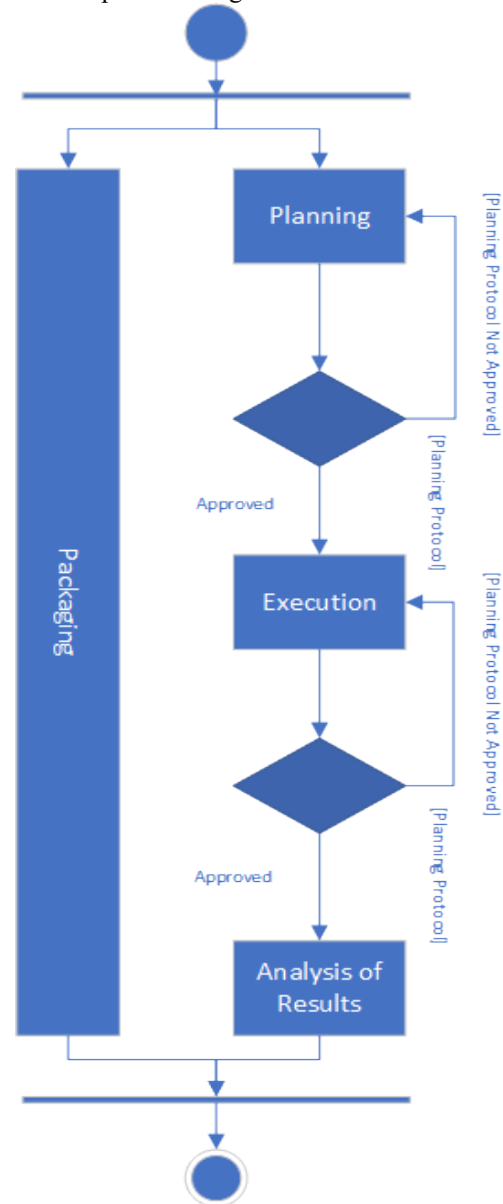 Planning
[Planning Protocol Not Approved]
[Planning Protocol]
Approved
Packaging
Execution
[Planning Protocol Not Approved]
[Planning Protocol]
Approved
Analysis of
Results